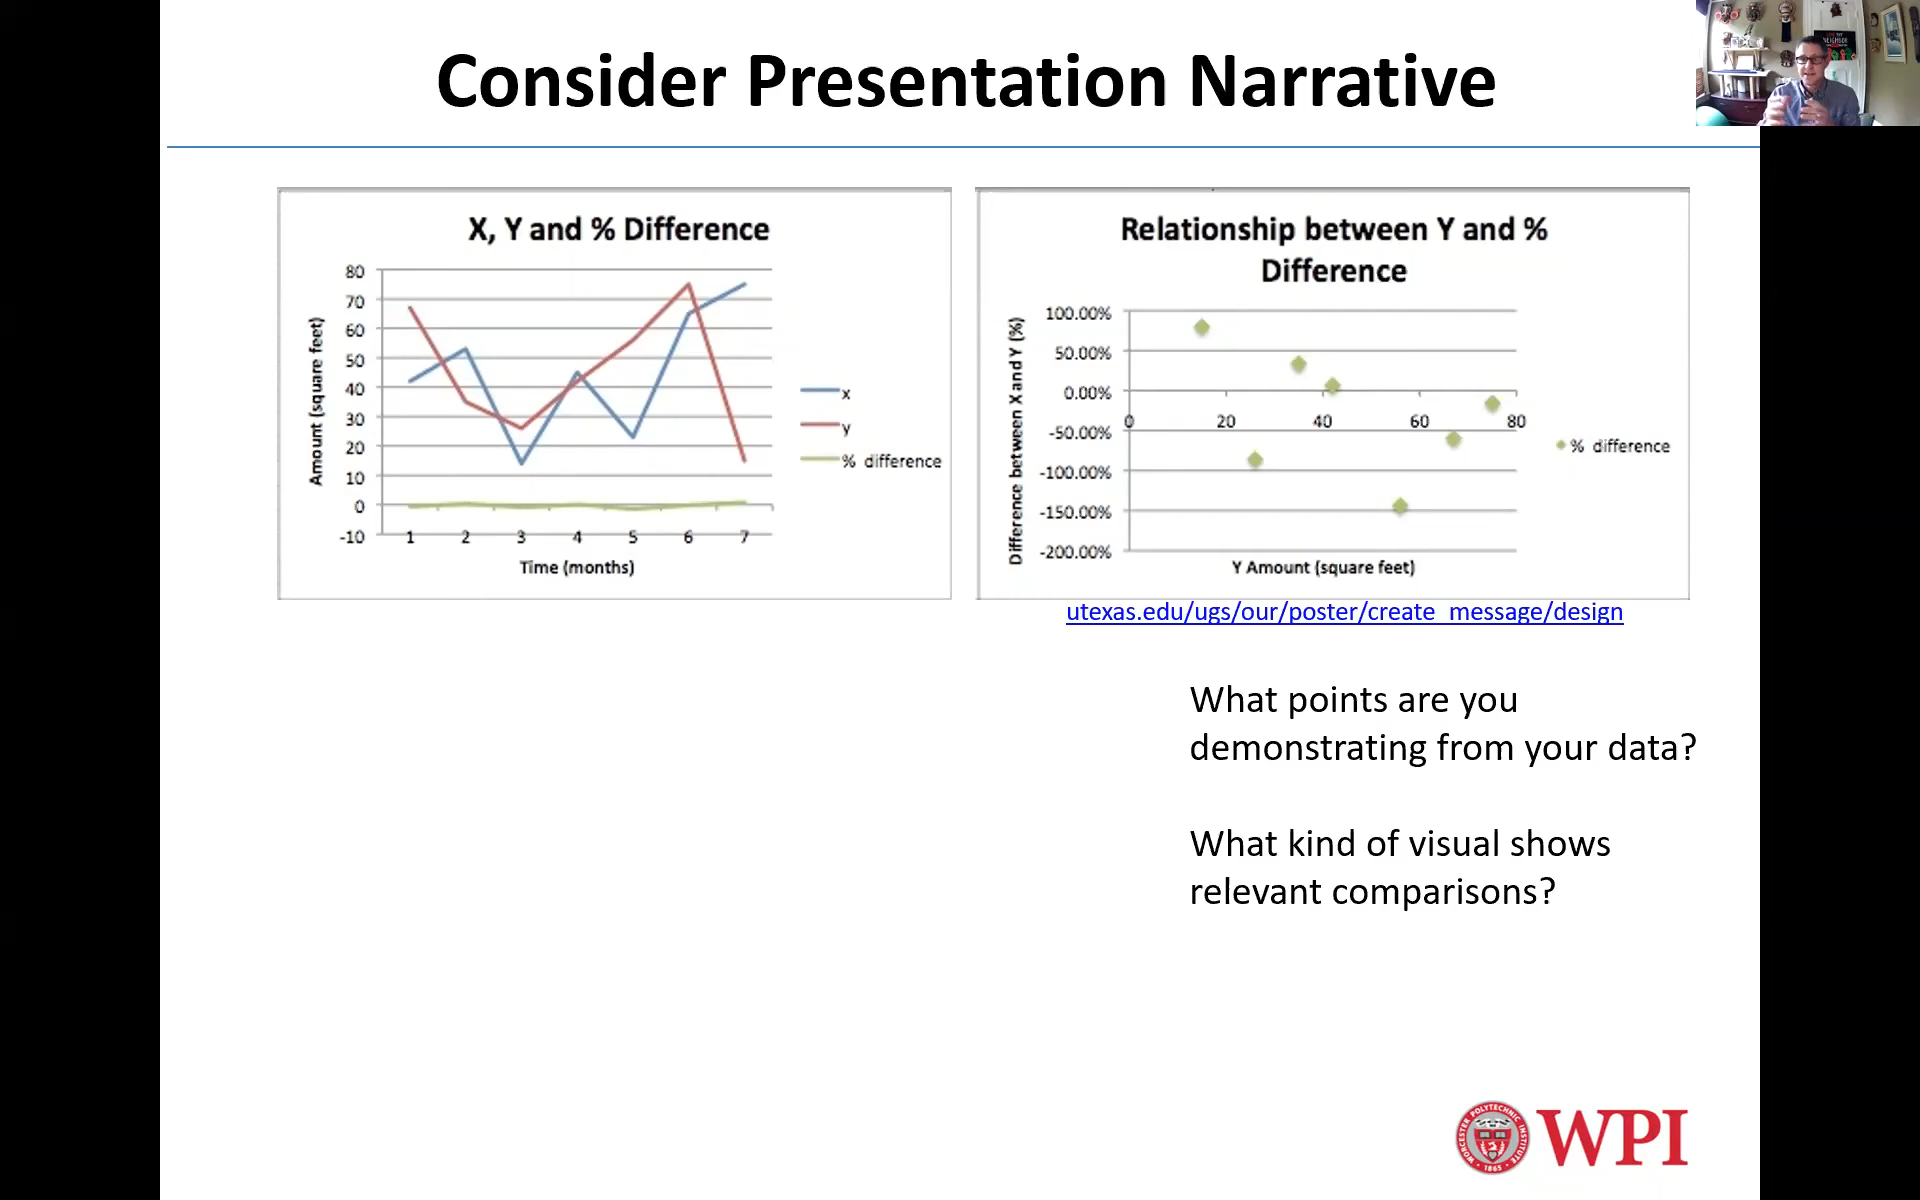 Consider Presentation Narrative
X, Y and % Difference
80
70
60
50
40
30
20
10
0
-10
Amount (square feet)
1 2 3 4 5 6 7
Time (months)
x
y
% difference
Relationship between Y and %
Difference
100.00%
50.00%
0.00%
-50.00%
-100.00%
-150.00%
-200.00%
Difference between X and Y (%)
0 20 40 60 80
Y Amount (square feet)
% difference
utexas.edu/ugs/our/poster/create_message/design
What points are you
demonstrating from your data?
What kind of visual shows
relevant comparisons?
WORCESTER POLYTECHNIC INSTITUTE
1865
WPI